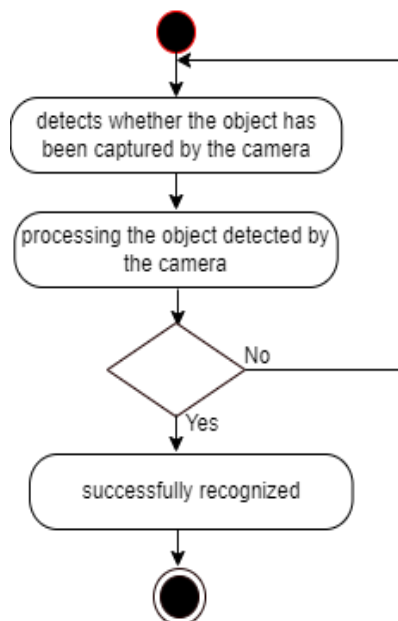 detects whether the object has
been captured by the camera
processing the object detected by
the camera
No
Yes
successfully recognized